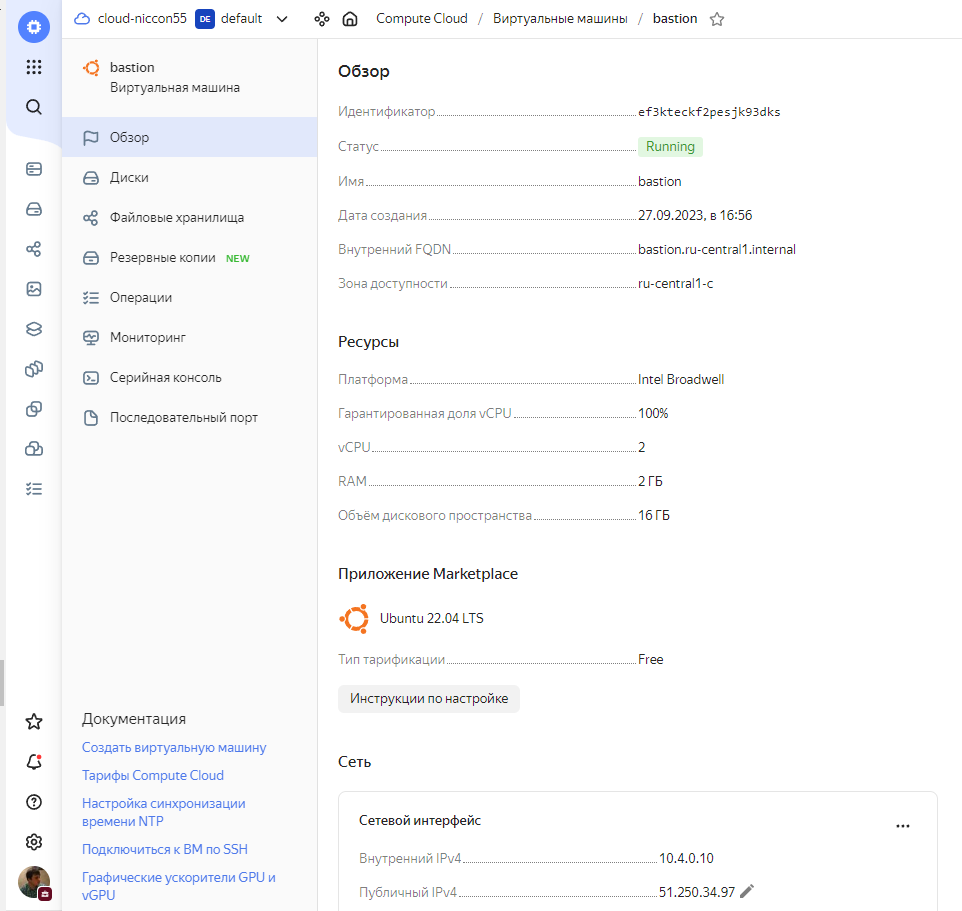 cloud-niccon55 DE default Compute Cloud / Виртуальные машины / bastion
bastion
Виртуальная машина
Обзор
Диски
Файловые хранилища
Резервные копии NEW
Операции
Мониторинг
Серийная консоль
Последовательный порт
Документация
Создать виртуальную машину
Тарифы Compute Cloud
Настройка синхронизации
времени NTP
Подключиться к ВМ по SSH
Графические ускорители GPU и
vGPU
Обзор
Идентификатор ef3kteckf2pesjk93dks
Статус Running
Имя bastion
Дата создания 27.09.2023, в 16:56
Внутренний FQDN bastion.ru-central1.internal
Зона доступности ru-central1-c
Ресурсы
Платформа Intel Broadwell
Гарантированная доля vCPU 100%
vCPU 2
RAM 2 ГБ
Объём дискового пространства 16 ГБ
Приложение Marketplace
Ubuntu 22.04 LTS
Тип тарификации Free
Инструкции по настройке
Сеть
Сетевой интерфейс
Внутренний IPv4 10.4.0.10
Публичный IPv4 51.250.34.97